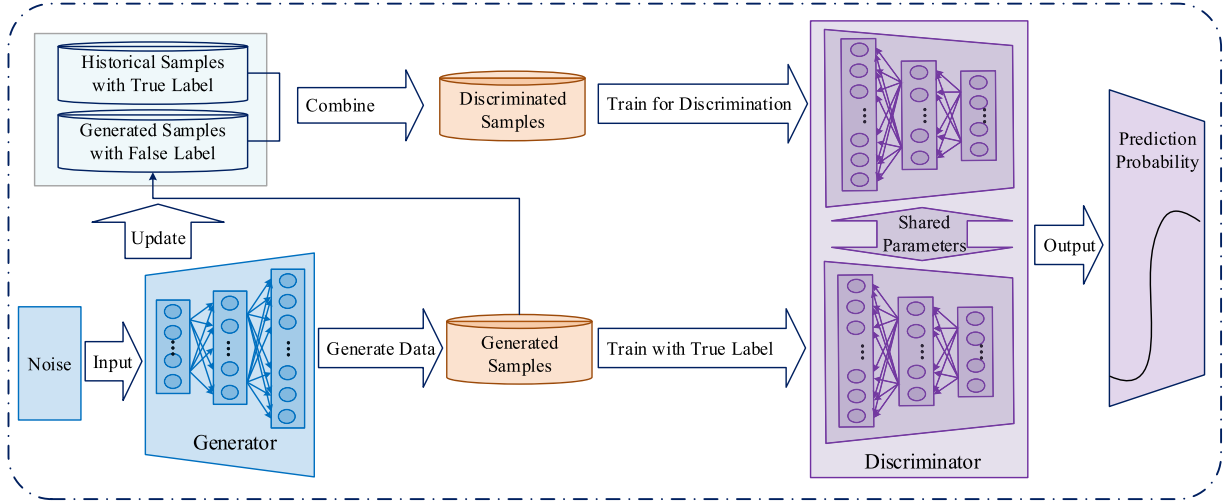 Historical Samples
with True Label
Generated Samples
with False Label
Combine
Discriminated
Samples
Train for Discrimination
Prediction
Probability
Update
Shared
Parameters
Output
Noise
Input
Generator
Generate Data
Generated
Samples
Train with True Label
Discriminator